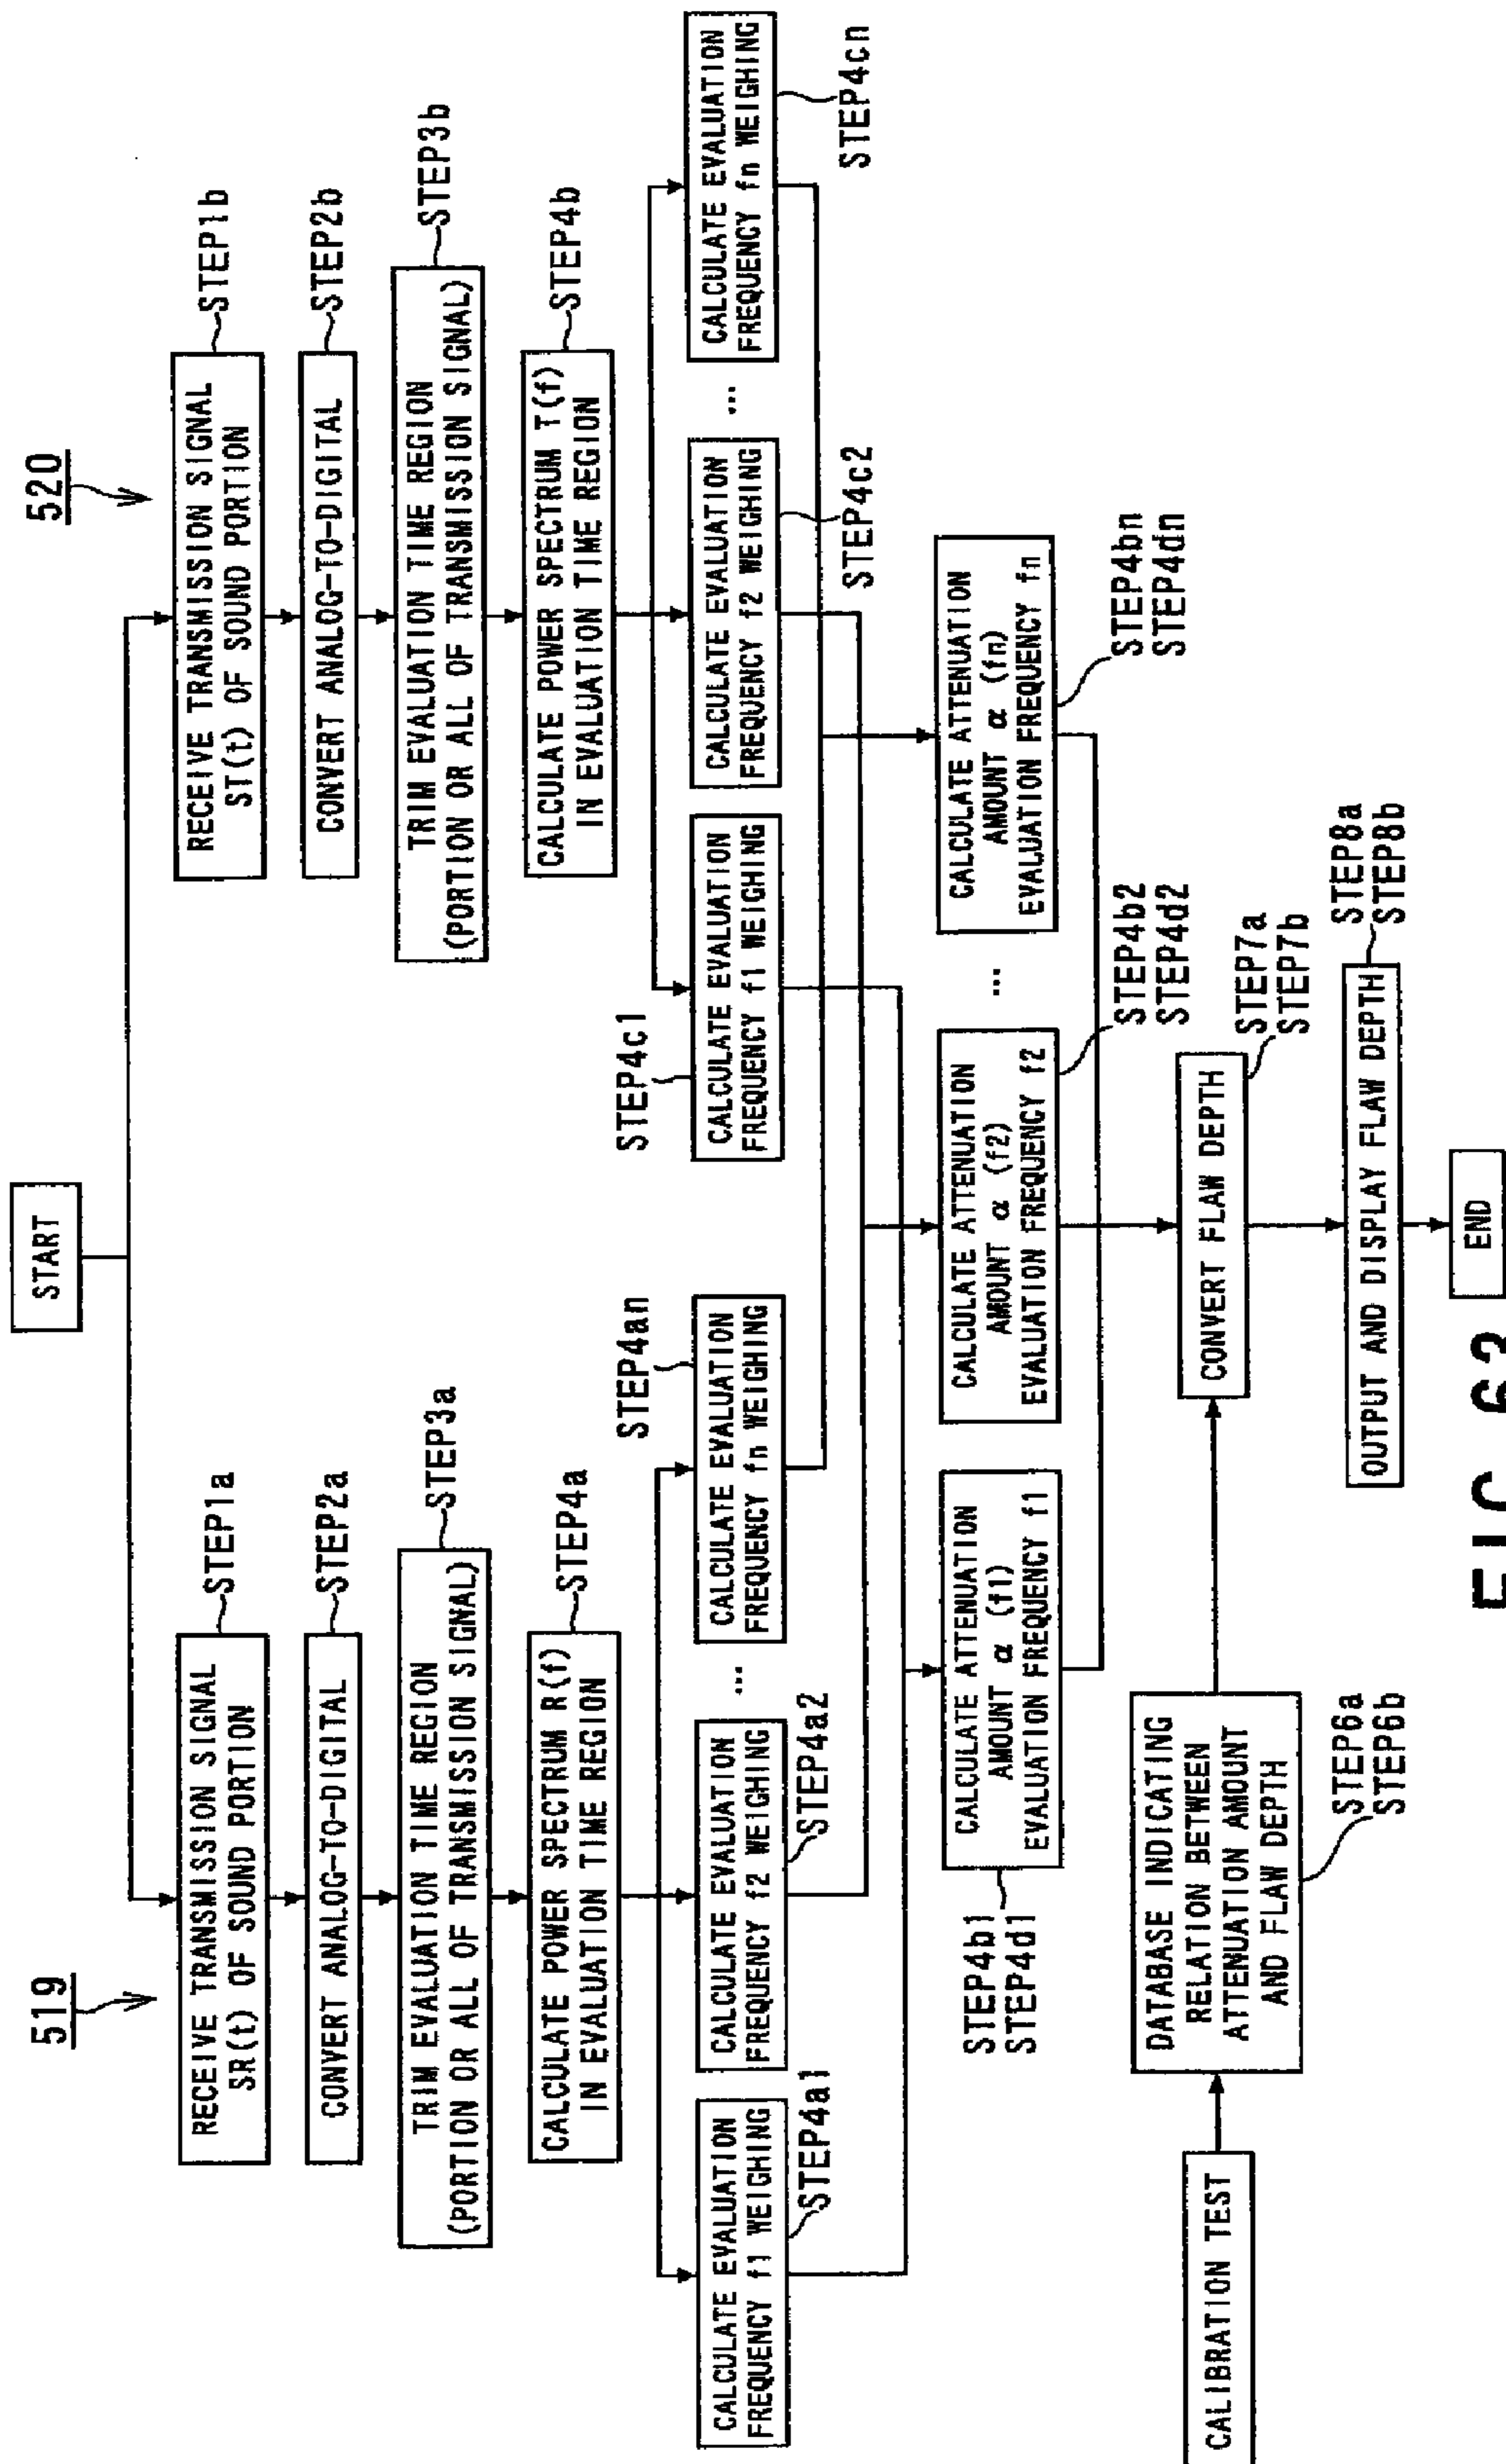 START
519
RECEIVE TRANSMISSION SIGNAL
SR(t) OF SOUND PORTION
STEP1a
CONVERT ANALOG-TO-DIGITAL
STEP2a
TRIM EVALUATION TIME REGION
(PORTION OR ALL OF TRANSMISSION SIGNAL)
STEP3a
CALCULATE POWER SPECTRUM R(f)
IN EVALUATION TIME REGION
STEP4a
CALCULATE EVALUATION
FREQUENCY f1 WEIGHING
STEP4a1
CALCULATE EVALUATION
FREQUENCY f2 WEIGHING
STEP4a2
...
CALCULATE EVALUATION
FREQUENCY fn WEIGHING
STEP4an
520
RECEIVE TRANSMISSION SIGNAL
ST(t) OF SOUND PORTION
STEP1b
CONVERT ANALOG-TO-DIGITAL
STEP2b
TRIM EVALUATION TIME REGION
(PORTION OR ALL OF TRANSMISSION SIGNAL)
STEP3b
CALCULATE POWER SPECTRUM T(f)
IN EVALUATION TIME REGION
STEP4b
STEP4c1
CALCULATE EVALUATION
FREQUENCY f1 WEIGHING
CALCULATE EVALUATION
FREQUENCY f2 WEIGHING
STEP4c2
...
CALCULATE EVALUATION
FREQUENCY fn WEIGHING
STEP4cn
CALCULATE ATTENUATION
AMOUNT α (f1)
EVALUATION FREQUENCY f1
STEP4b1
STEP4d1
CALCULATE ATTENUATION
AMOUNT α (f2)
EVALUATION FREQUENCY f2
STEP4b2
STEP4d2
...
CALCULATE ATTENUATION
AMOUNT α (fn)
EVALUATION FREQUENCY fn
STEP4bn
STEP4dn
CALIBRATION TEST
DATABASE INDICATING
RELATION BETWEEN
ATTENUATION AMOUNT
AND FLAW DEPTH
STEP6a
STEP6b
CONVERT FLAW DEPTH
STEP7a
STEP7b
OUTPUT AND DISPLAY FLAW DEPTH
STEP8a
STEP8b
END
FIG. 63